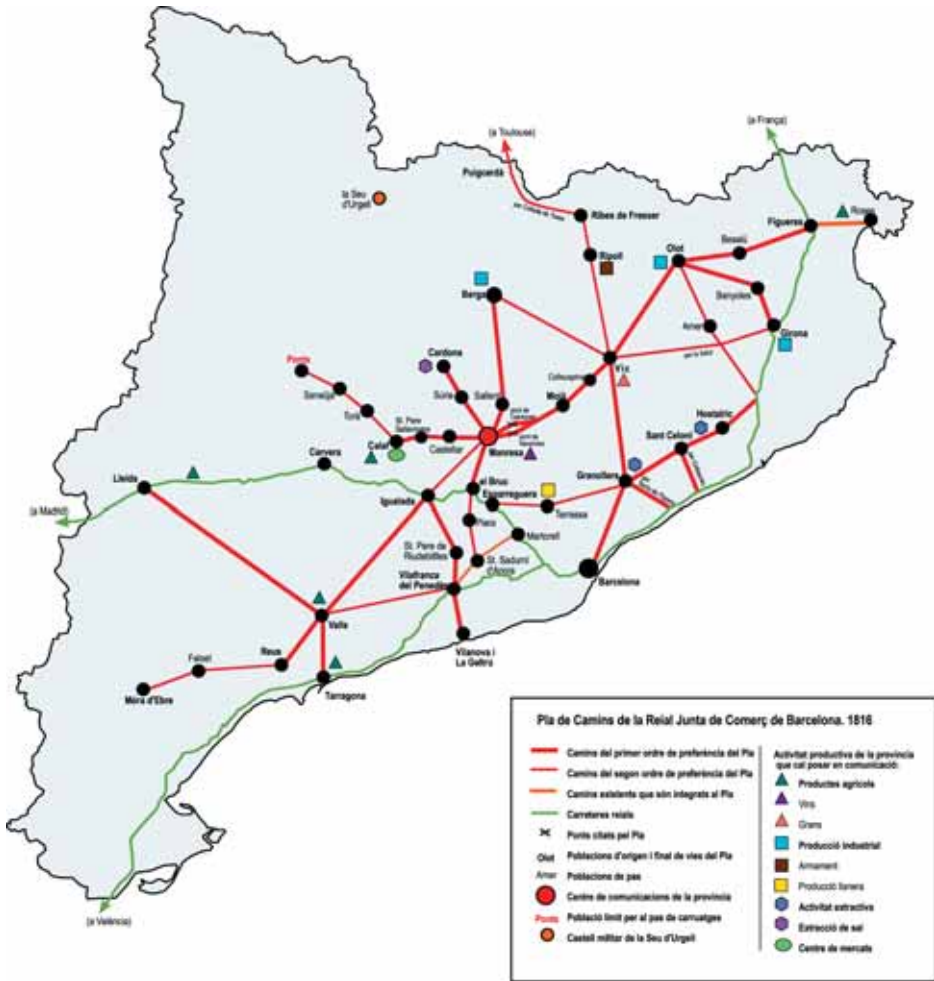 (a Toulouse)
(a França)
Puigcerdà
la Seu
d'Urgell
Ribes de Fresser
Roses
Figueres
Ripoll
Olot
Besalú
Berga
Banyoles
Amer
Girona
Ponts
Cardona
Collsuspina
Vic
Sanaüja
Súria
Sallent
Moià
Torà
St. Pere
Hostalric
Calaf
Castellar
Manresa
Sant Celoni
Cervera
Lleida
el Bruc
Granollers
Igualada
Esparreguera
Terrassa
(a Madrid)
Piera
Martorell
St. Pere de
Riudebitlles
St. Sadurní
d'Anoia
Vilafranca
del Penedès
Barcelona
Valls
Reus
Vilanova i
La Geltrú
Falset
Móra d'Ebre
Tarragona
(a València)
Pla de Camins de la Reial Junta de Comerç de Barcelona. 1816
Camins del primer ordre de preferència del Pla
Camins del segon ordre de preferència del Pla
Camins existents que són integrats al Pla
Carreteres reials
Ponts citats pel Pla
Olot Poblacions d'origen i final de vies del Pla
Amer Poblacions de pas
Centre de comunicacions de la província
Ponts Població límit per al pas de carruatges
Castell militar de la Seu d'Urgell
Activitat productiva de la província
que cal posar en comunicació:
Productes agrícols
Vins
Grans
Producció industrial
Armament
Producció llanera
Activitat extractiva
Extracció de sal
Centre de mercats